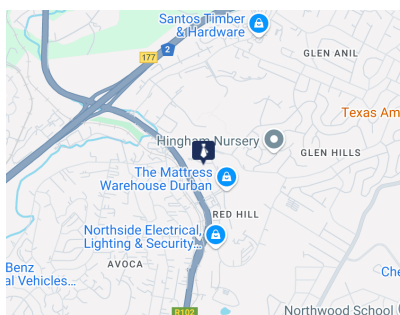 Santos Timber
& Hardware
2
177
GLEN ANIL
Texas Am
Hingham Nursery
GLEN HILLS
The Mattress
Warehouse Durban
RED HILL
Northside Electrical,
Lighting & Security...
AVOCA
Benz
al Vehicles...
Che
Northwood School
R102